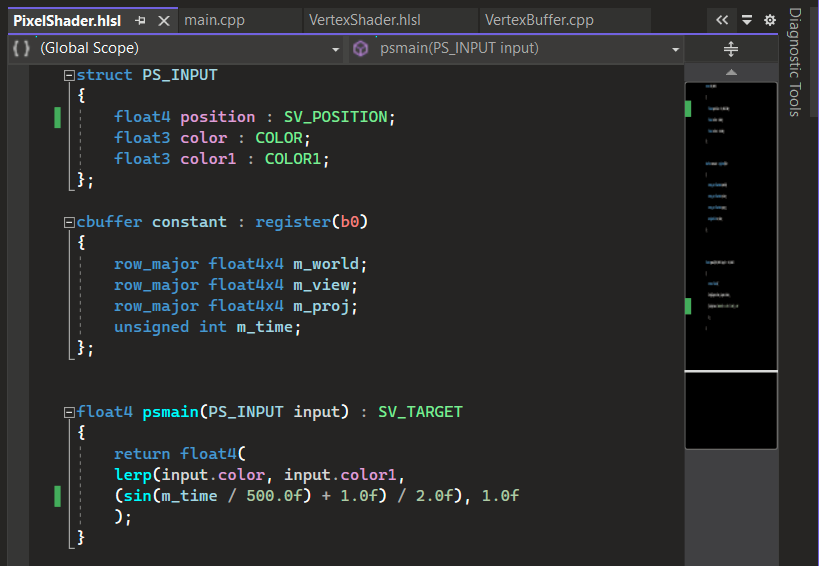 PixelShader.hlsl main.cpp VertexShader.hlsl VertexBuffer.cpp
{ } (Global Scope) psmain(PS_INPUT input)
struct PS_INPUT
{
float4 position : SV_POSITION;
float3 color : COLOR;
float3 color1 : COLOR1;
};
cbuffer constant : register(b0)
{
row_major float4x4 m_world;
row_major float4x4 m_view;
row_major float4x4 m_proj;
unsigned int m_time;
};
float4 psmain(PS_INPUT input) : SV_TARGET
{
return float4(
lerp(input.color, input.color1,
(sin(m_time / 500.0f) + 1.0f) / 2.0f), 1.0f
);
}
Diagnostic Tools